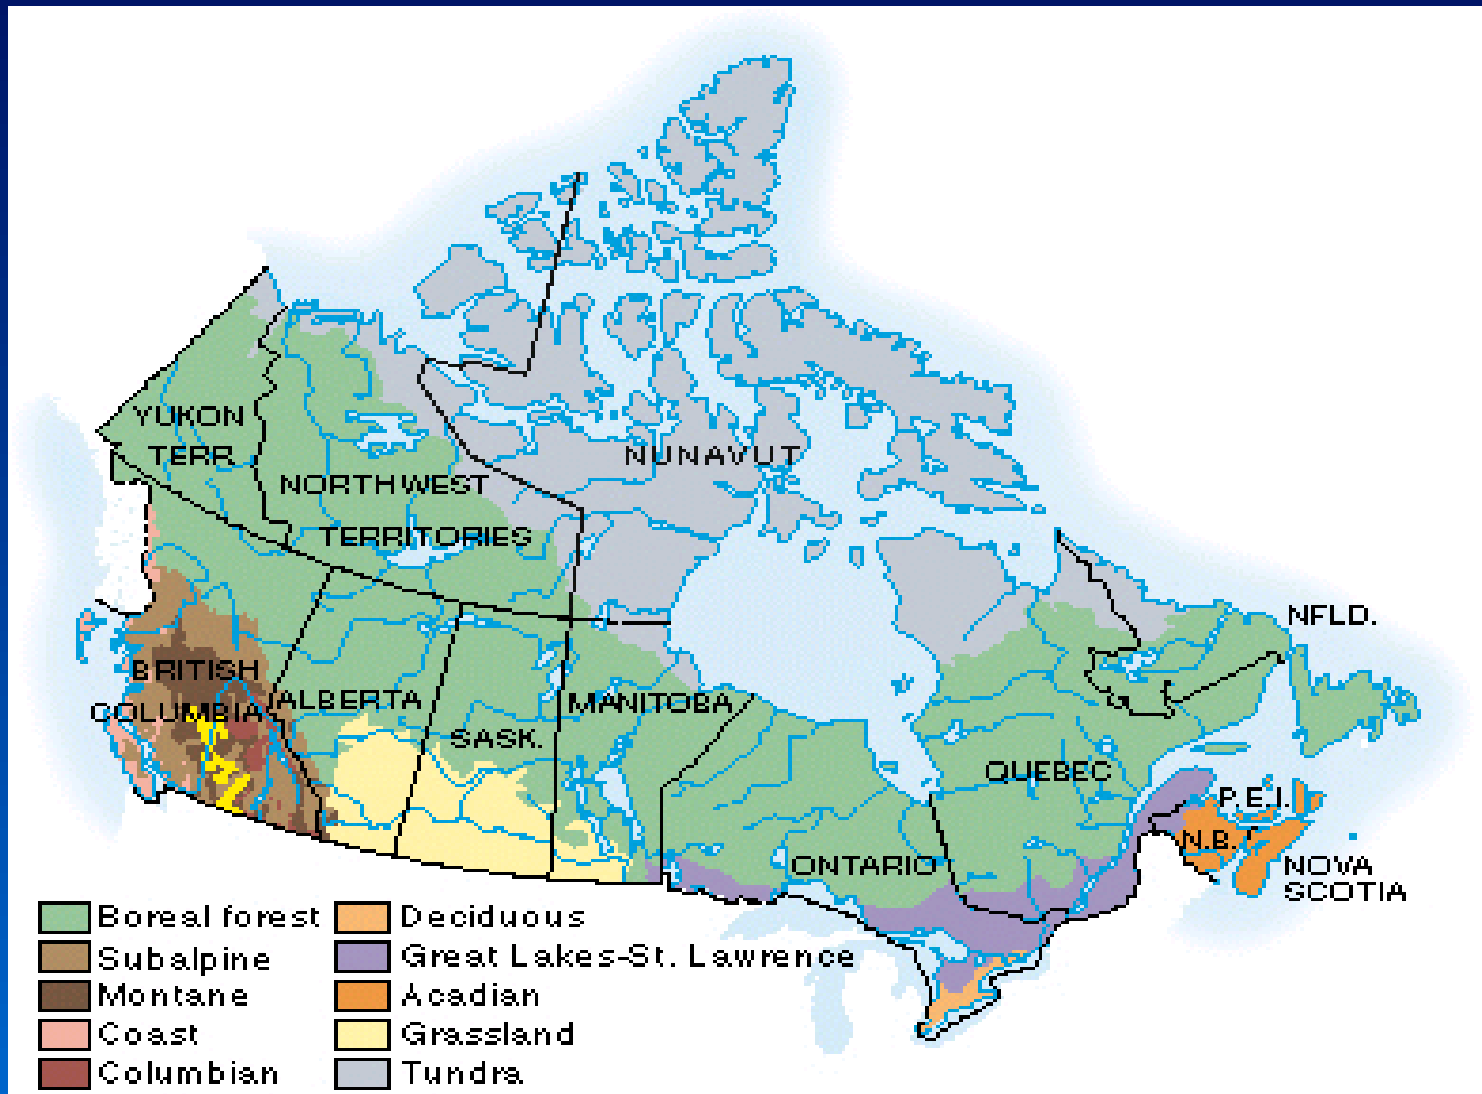 YUKON
TERR.
NORTHWEST
TERRITORIES
NUNAVUT
BRITISH
COLUMBIA
ALBERTA
SASK.
MANITOBA
ONTARIO
QUEBEC
NFLD.
P.E.I.
N.B.
NOVA
SCOTIA
Boreal forest
Subalpine
Montane
Coast
Columbian
Deciduous
Great Lakes-St. Lawrence
Acadian
Grassland
Tundra